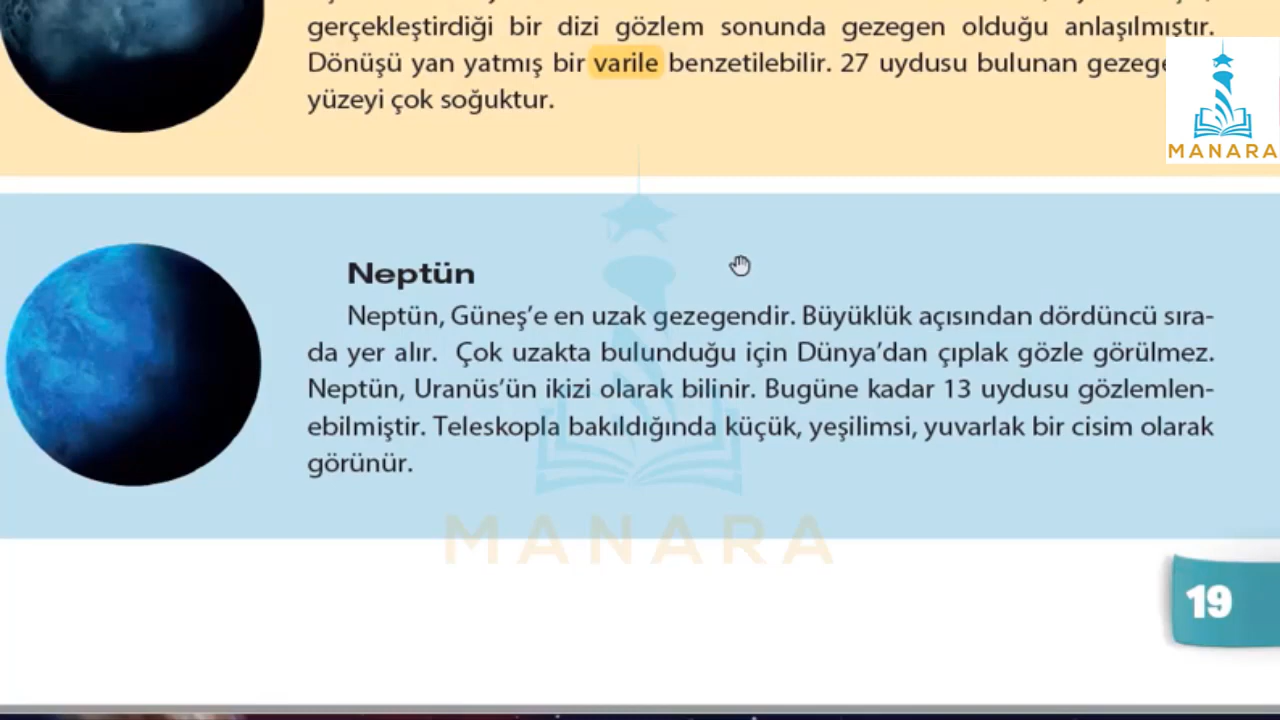 gerçekleştirdiği bir dizi gözlem sonunda gezegen olduğu anlaşılmıştır.
Dönüşü yan yatmış bir varile benzetilebilir. 27 uydusu bulunan
yüzeyi çok soğuktur.
MANARA
Neptün
Neptün, Güneş’e en uzak gezegendir. Büyüklük açısından dördüncü sıra-
da yer alır. Çok uzakta bulunduğu için Dünya’dan çıplak gözle görülmez.
Neptün, Uranüs’ün ikizi olarak bilinir. Bugüne kadar 13 uydusu gözlemlen-
ebilmiştir. Teleskopla bakıldığında küçük, yeşilimsi, yuvarlak bir cisim olarak
görünür.
MANARA
19